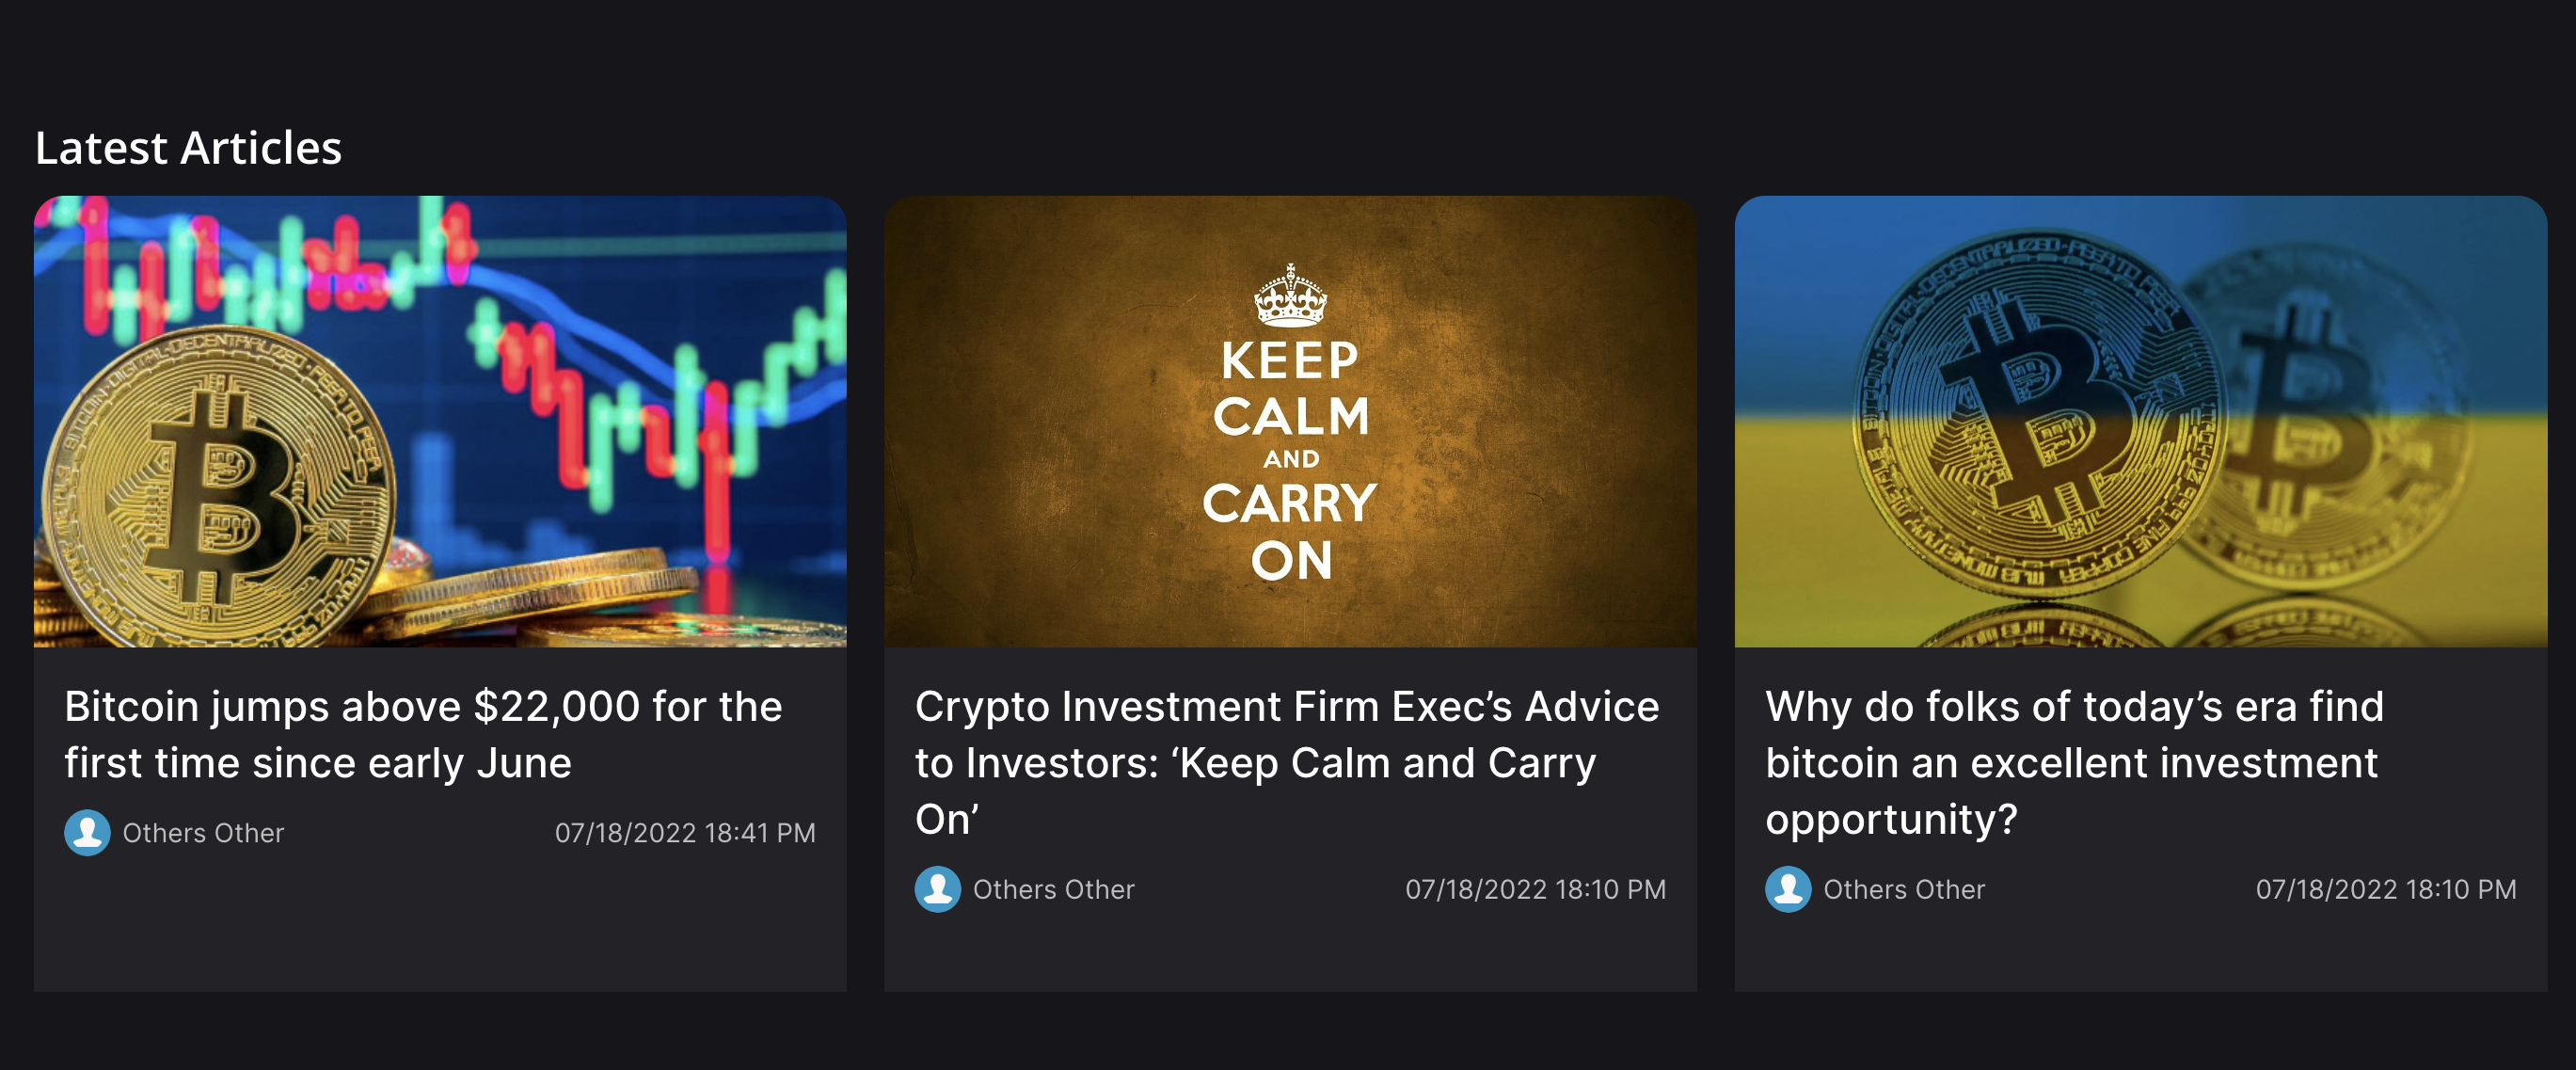 Latest Articles
KEEP
CALM
AND
CARRY
ON
Bitcoin jumps above $22,000 for the
first time since early June
Others Other
07/18/2022 18:41 PM
Crypto Investment Firm Exec’s Advice
to Investors: ‘Keep Calm and Carry
On’
Others Other
07/18/2022 18:10 PM
Why do folks of today’s era find
bitcoin an excellent investment
opportunity?
Others Other
07/18/2022 18:10 PM